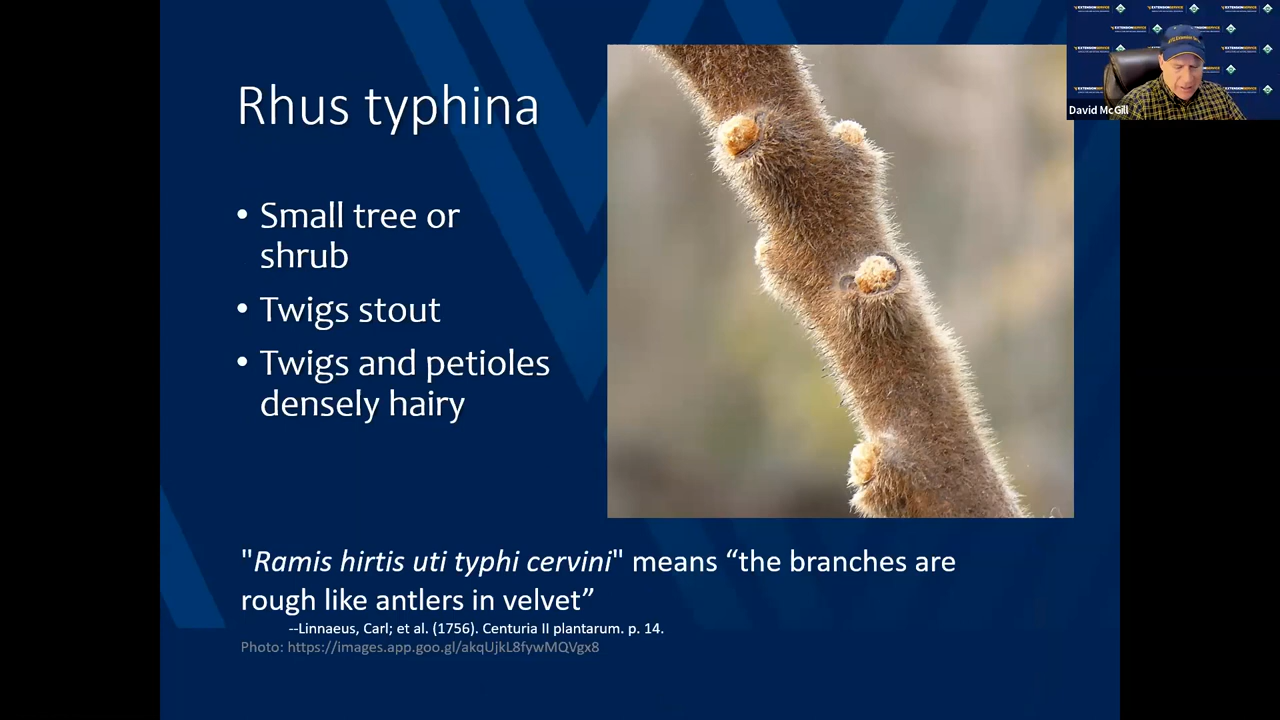 Rhus typhina
• Small tree or
shrub
• Twigs stout
• Twigs and petioles
densely hairy
"Ramis hirtis uti typhi cervini" means “the branches are
rough like antlers in velvet”
--Linnaeus, Carl; et al. (1756). Centuria II plantarum. p. 14.
Photo: https://images.app.goo.gl/akqUjkL8fywMQVgx8
David McGill